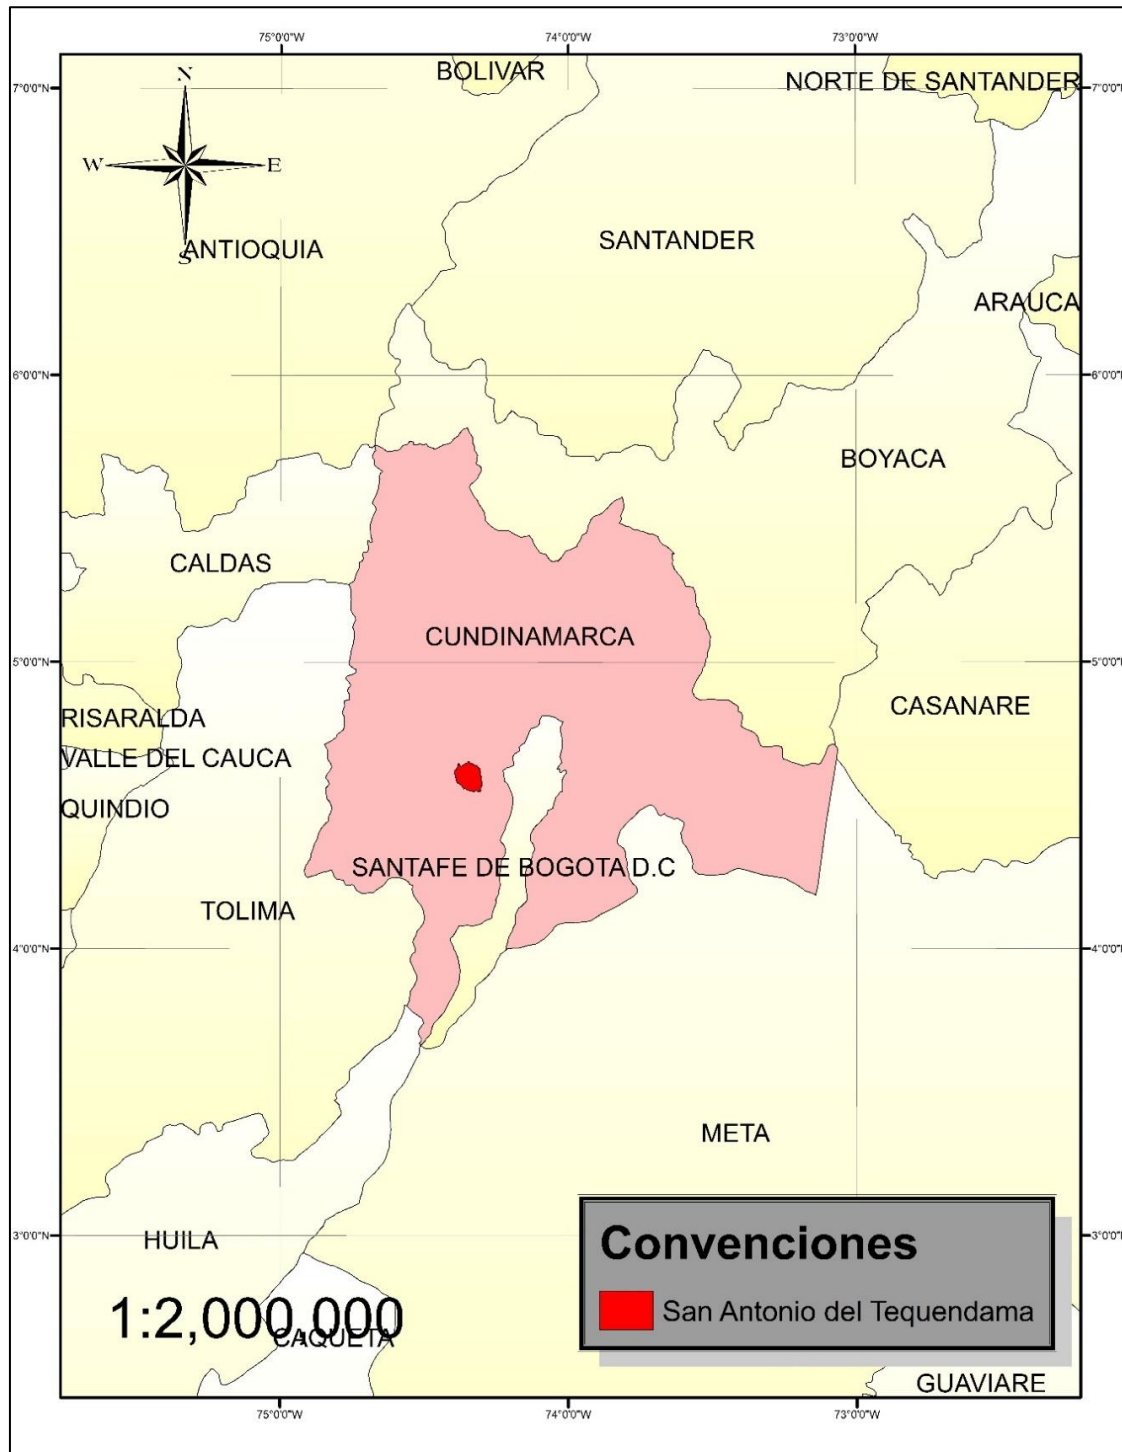 75°0'0"W
74°0'0"W
73°0'0"W
BOLIVAR
NORTE DE SANTANDER
7°0'0"N
7°0'0"N
N
W
E
S
ANTIOQUIA
SANTANDER
ARAUCA
6°0'0"N
6°0'0"N
BOYACA
CALDAS
CUNDINAMARCA
5°0'0"N
5°0'0"N
CASANARE
RISARALDA
VALLE DEL CAUCA
QUINDIO
SANTAFE DE BOGOTA D.C
TOLIMA
4°0'0"N
4°0'0"N
META
HUILA
3°0'0"N
3°0'0"N
Convenciones
San Antonio del Tequendama
1:2,000,000
CAQUETA
GUAVIARE
75°0'0"W
74°0'0"W
73°0'0"W